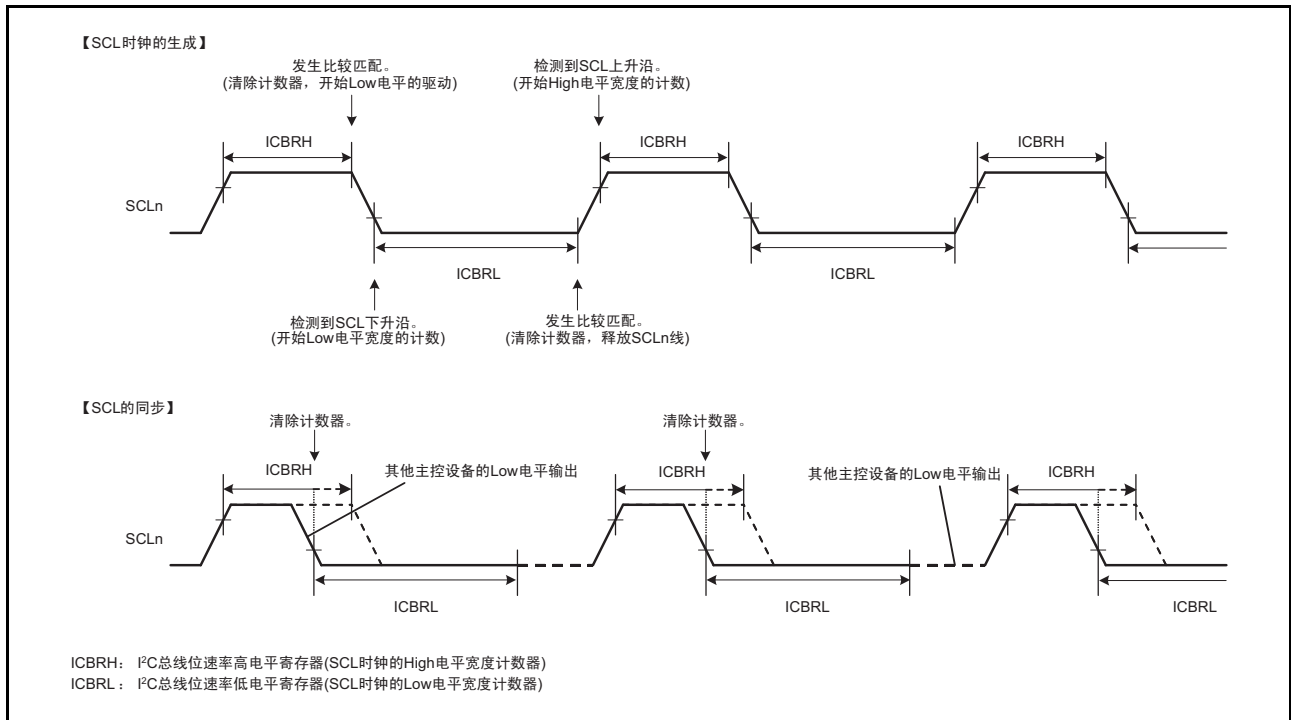 【SCL时钟的生成】
发生比较匹配。
(清除计数器，开始Low电平的驱动)
检测到SCL上升沿。
(开始High电平宽度的计数)
ICBRH
ICBRH
ICBRH
SCLn
ICBRL
ICBRL
检测到SCL下升沿。
(开始Low电平宽度的计数)
发生比较匹配。
(清除计数器，释放SCLn线)
【SCL的同步】
清除计数器。
清除计数器。
ICBRH
其他主控设备的Low电平输出
ICBRH
其他主控设备的Low电平输出
ICBRH
SCLn
ICBRL
ICBRL
ICBRL
ICBRH： I²C总线位速率高电平寄存器(SCL时钟的High电平宽度计数器)
ICBRL： I²C总线位速率低电平寄存器(SCL时钟的Low电平宽度计数器)